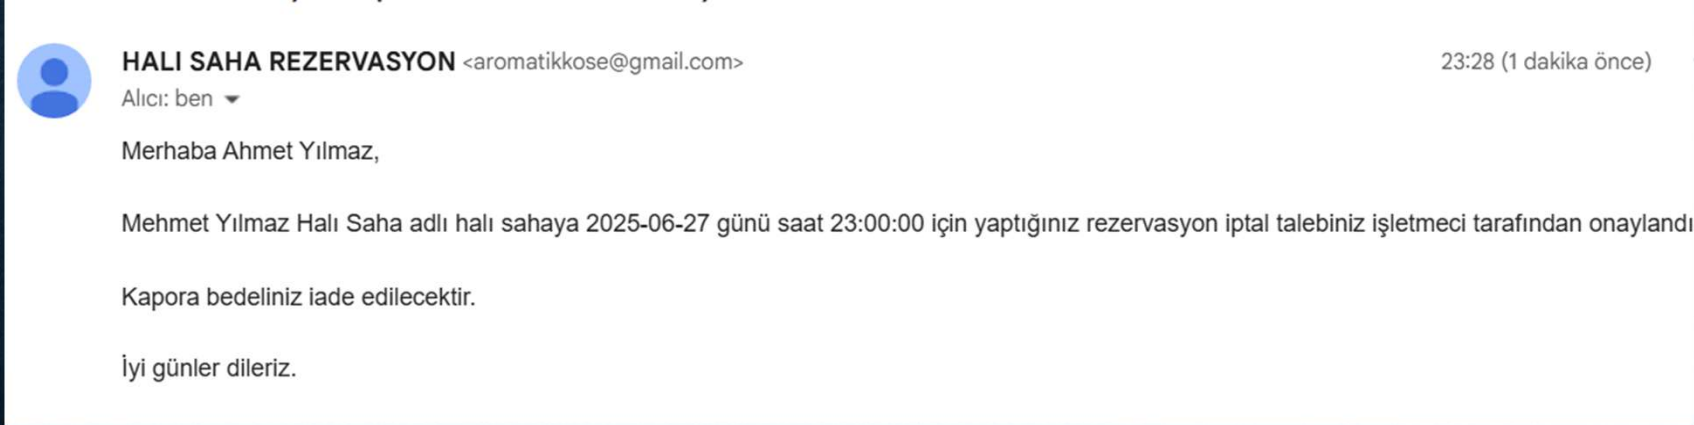 HALI SAHA REZERVASYON <aromatikkose@gmail.com> 23:28 (1 dakika önce)
Alıcı: ben
Merhaba Ahmet Yılmaz,
Mehmet Yılmaz Halı Saha adlı halı sahaya 2025-06-27 günü saat 23:00:00 için yaptığınız rezervasyon iptal talebiniz işletmeci tarafından onaylandı
Kapora bedeliniz iade edilecektir.
İyi günler dileriz.